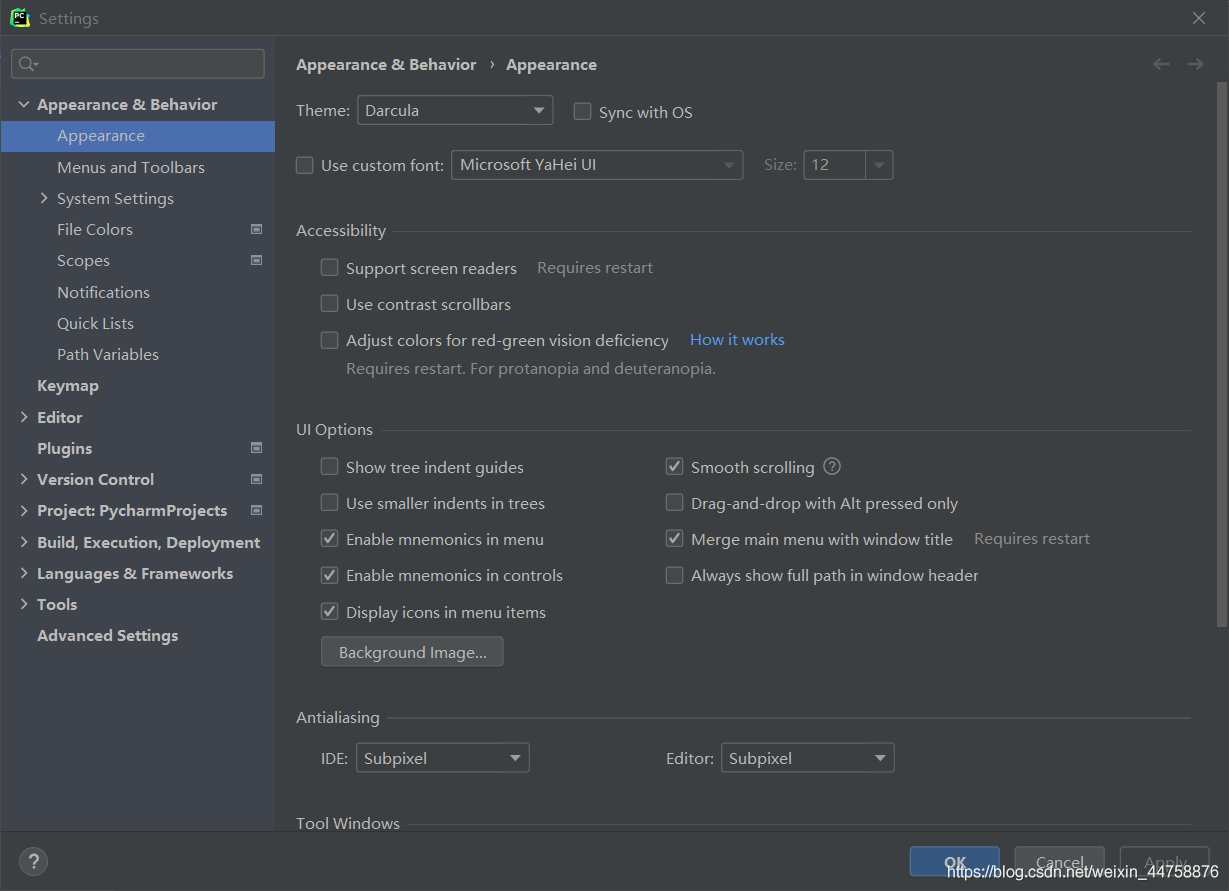 PC Settings
Appearance & Behavior
Appearance
Menus and Toolbars
System Settings
File Colors
Scopes
Notifications
Quick Lists
Path Variables
Keymap
Editor
Plugins
Version Control
Project: PycharmProjects
Build, Execution, Deployment
Languages & Frameworks
Tools
Advanced Settings
Appearance & Behavior › Appearance
Theme: Darcula Sync with OS
Use custom font: Microsoft YaHei UI Size: 12
Accessibility
Support screen readers Requires restart
Use contrast scrollbars
Adjust colors for red-green vision deficiency How it works
Requires restart. For protanopia and deuteranopia.
UI Options
Show tree indent guides Smooth scrolling ?
Use smaller indents in trees Drag-and-drop with Alt pressed only
Enable mnemonics in menu Merge main menu with window title Requires restart
Enable mnemonics in controls Always show full path in window header
Display icons in menu items
Background Image...
Antialiasing
IDE: Subpixel Editor: Subpixel
Tool Windows
? OK Cancel Apply
https://blog.csdn.net/weixin_44758876